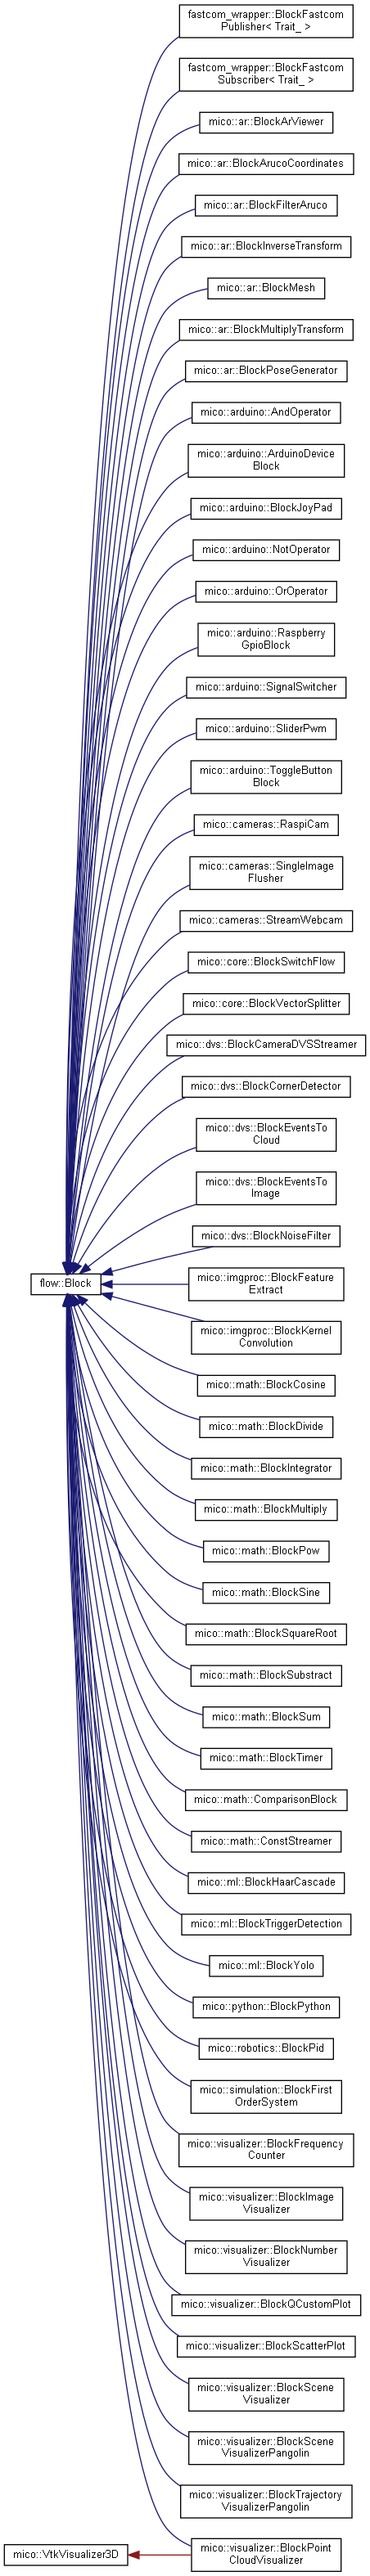 fastcom_wrapper::BlockFastcom
Publisher< Trait_ >
fastcom_wrapper::BlockFastcom
Subscriber< Trait_ >
mico::ar::BlockArViewer
mico::ar::BlockArucoCoordinates
mico::ar::BlockFilterAruco
mico::ar::BlockInverseTransform
mico::ar::BlockMesh
mico::ar::BlockMultiplyTransform
mico::ar::BlockPoseGenerator
mico::arduino::AndOperator
mico::arduino::ArduinoDevice
Block
mico::arduino::BlockJoyPad
mico::arduino::NotOperator
mico::arduino::OrOperator
mico::arduino::Raspberry
GpioBlock
mico::arduino::SignalSwitcher
mico::arduino::SliderPwm
mico::arduino::ToggleButton
Block
mico::cameras::RaspiCam
mico::cameras::SingleImage
Flusher
mico::cameras::StreamWebcam
mico::core::BlockSwitchFlow
mico::core::BlockVectorSplitter
mico::dvs::BlockCameraDVSStreamer
mico::dvs::BlockCornerDetector
mico::dvs::BlockEventsTo
Cloud
mico::dvs::BlockEventsTo
Image
mico::dvs::BlockNoiseFilter
flow::Block
mico::imgproc::BlockFeature
Extract
mico::imgproc::BlockKernel
Convolution
mico::math::BlockCosine
mico::math::BlockDivide
mico::math::BlockIntegrator
mico::math::BlockMultiply
mico::math::BlockPow
mico::math::BlockSine
mico::math::BlockSquareRoot
mico::math::BlockSubstract
mico::math::BlockSum
mico::math::BlockTimer
mico::math::ComparisonBlock
mico::math::ConstStreamer
mico::ml::BlockHaarCascade
mico::ml::BlockTriggerDetection
mico::ml::BlockYolo
mico::python::BlockPython
mico::robotics::BlockPid
mico::simulation::BlockFirst
OrderSystem
mico::visualizer::BlockFrequency
Counter
mico::visualizer::BlockImage
Visualizer
mico::visualizer::BlockNumber
Visualizer
mico::visualizer::BlockQCustomPlot
mico::visualizer::BlockScatterPlot
mico::visualizer::BlockScene
Visualizer
mico::visualizer::BlockScene
VisualizerPangolin
mico::visualizer::BlockTrajectory
VisualizerPangolin
mico::visualizer::BlockPoint
CloudVisualizer
mico::VtkVisualizer3D